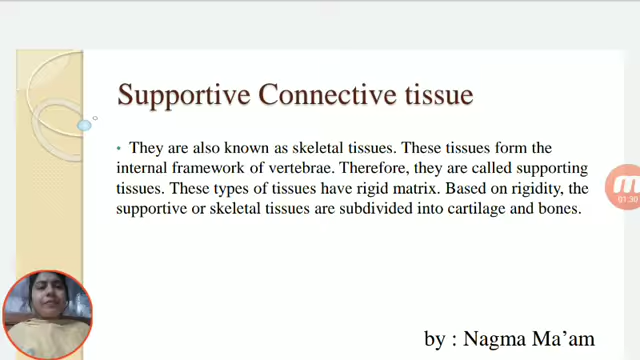 Supportive Connective tissue
• They are also known as skeletal tissues. These tissues form the
internal framework of vertebrae. Therefore, they are called supporting
tissues. These types of tissues have rigid matrix. Based on rigidity, the
supportive or skeletal tissues are subdivided into cartilage and bones.
01:30
by : Nagma Ma’am